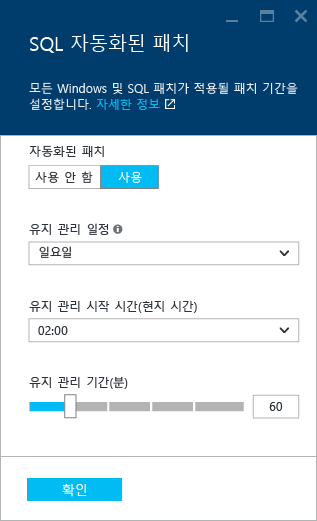 SQL 자동화된 패치
모든 Windows 및 SQL 패치가 적용될 패치 기간을
설정합니다. 자세한 정보
자동화된 패치
사용 안 함 사용
유지 관리 일정
일요일
유지 관리 시작 시간(현지 시간)
02:00
유지 관리 기간(분)
60
확인